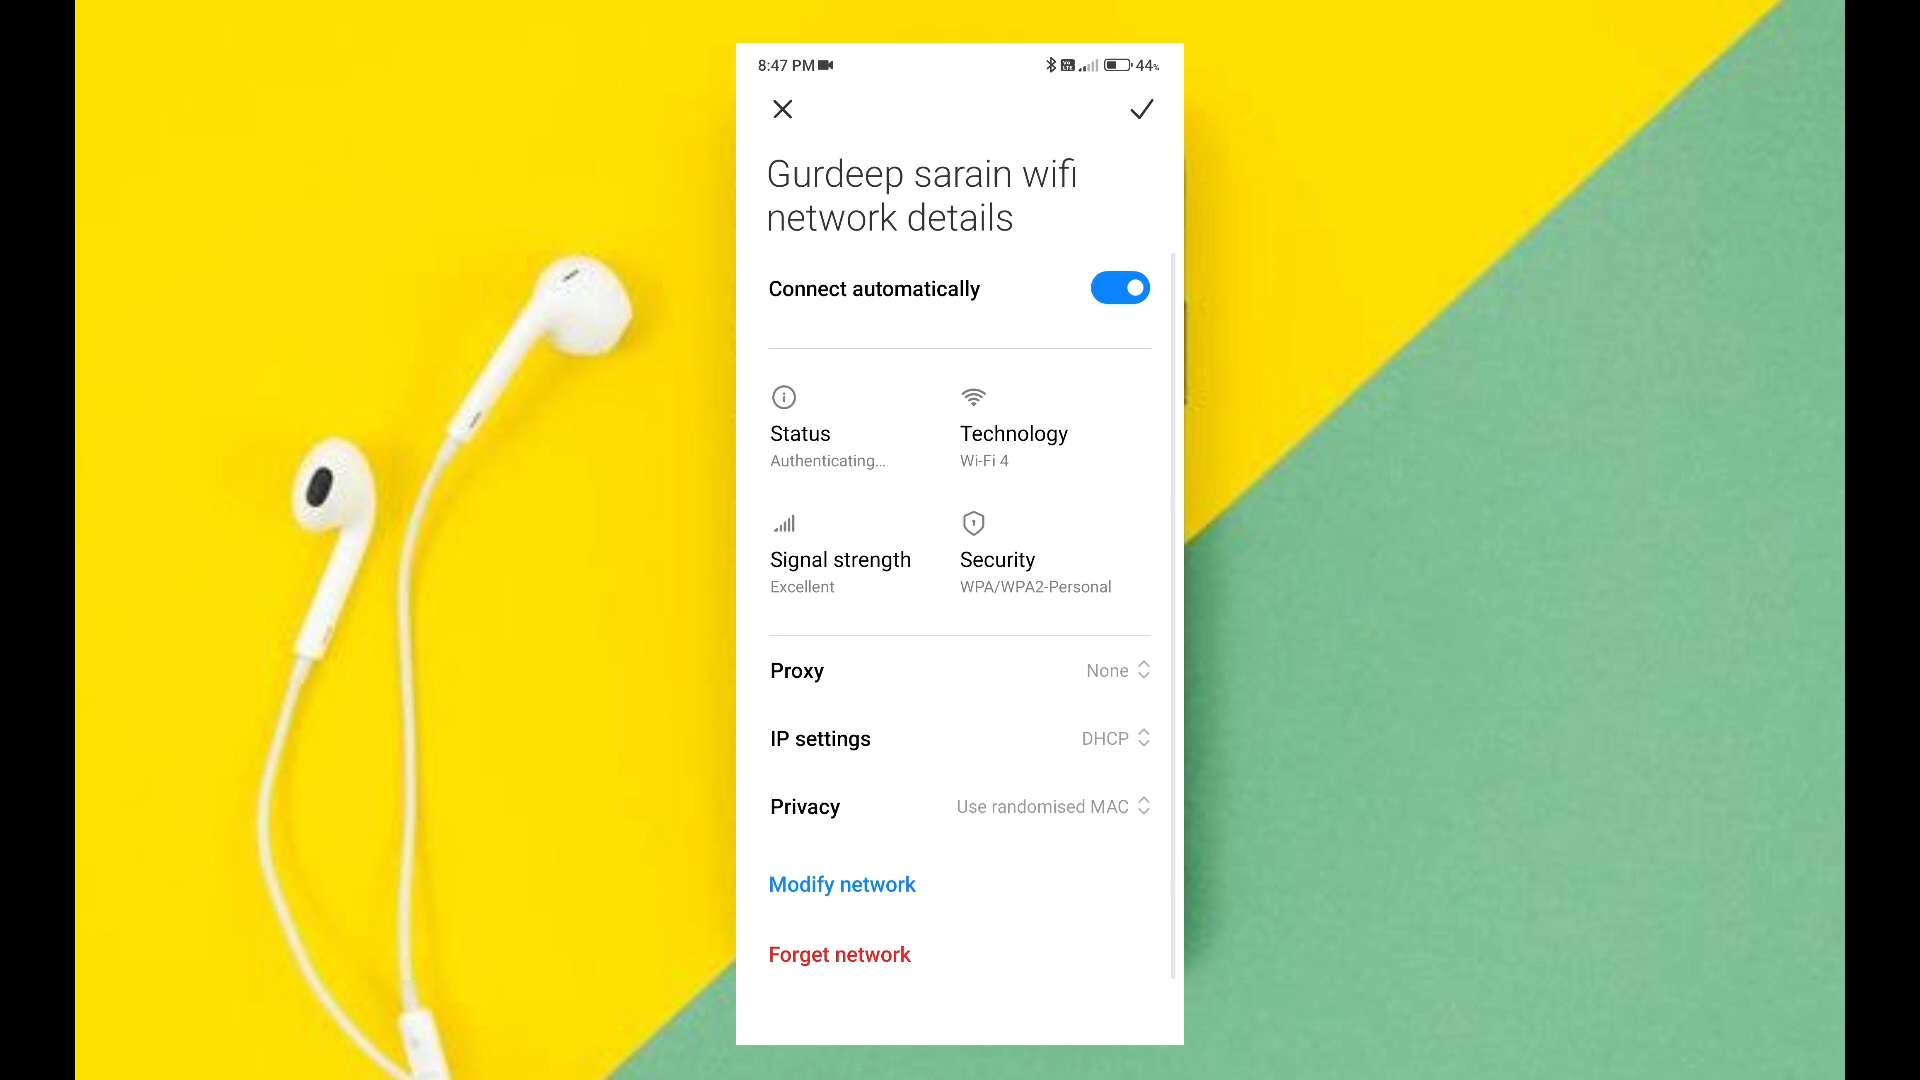 8:47 PM 44%
Gurdeep sarain wifi
network details
Connect automatically
Status
Authenticating...
Technology
Wi-Fi 4
Signal strength
Excellent
Security
WPA/WPA2-Personal
Proxy None
IP settings DHCP
Privacy Use randomised MAC
Modify network
Forget network